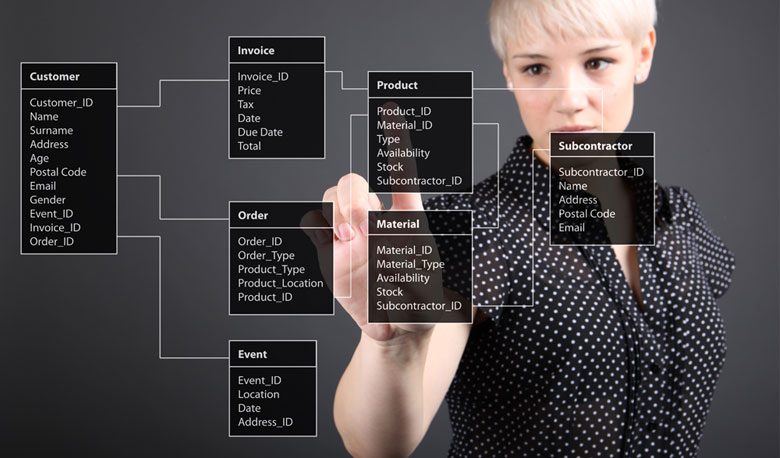 Customer
Customer_ID
Name
Surname
Address
Age
Postal Code
Email
Gender
Event_ID
Invoice_ID
Order_ID
Invoice
Invoice_ID
Price
Tax
Date
Due Date
Total
Order
Order_ID
Order_Type
Product_Type
Product_Location
Product_ID
Event
Event_ID
Location
Date
Address_ID
Product
Product_ID
Material_ID
Type
Availability
Stock
Subcontractor_ID
Material
Material_ID
Material_Type
Availability
Stock
Subcontractor_ID
Subcontractor
Subcontractor_ID
Name
Address
Postal Code
Email